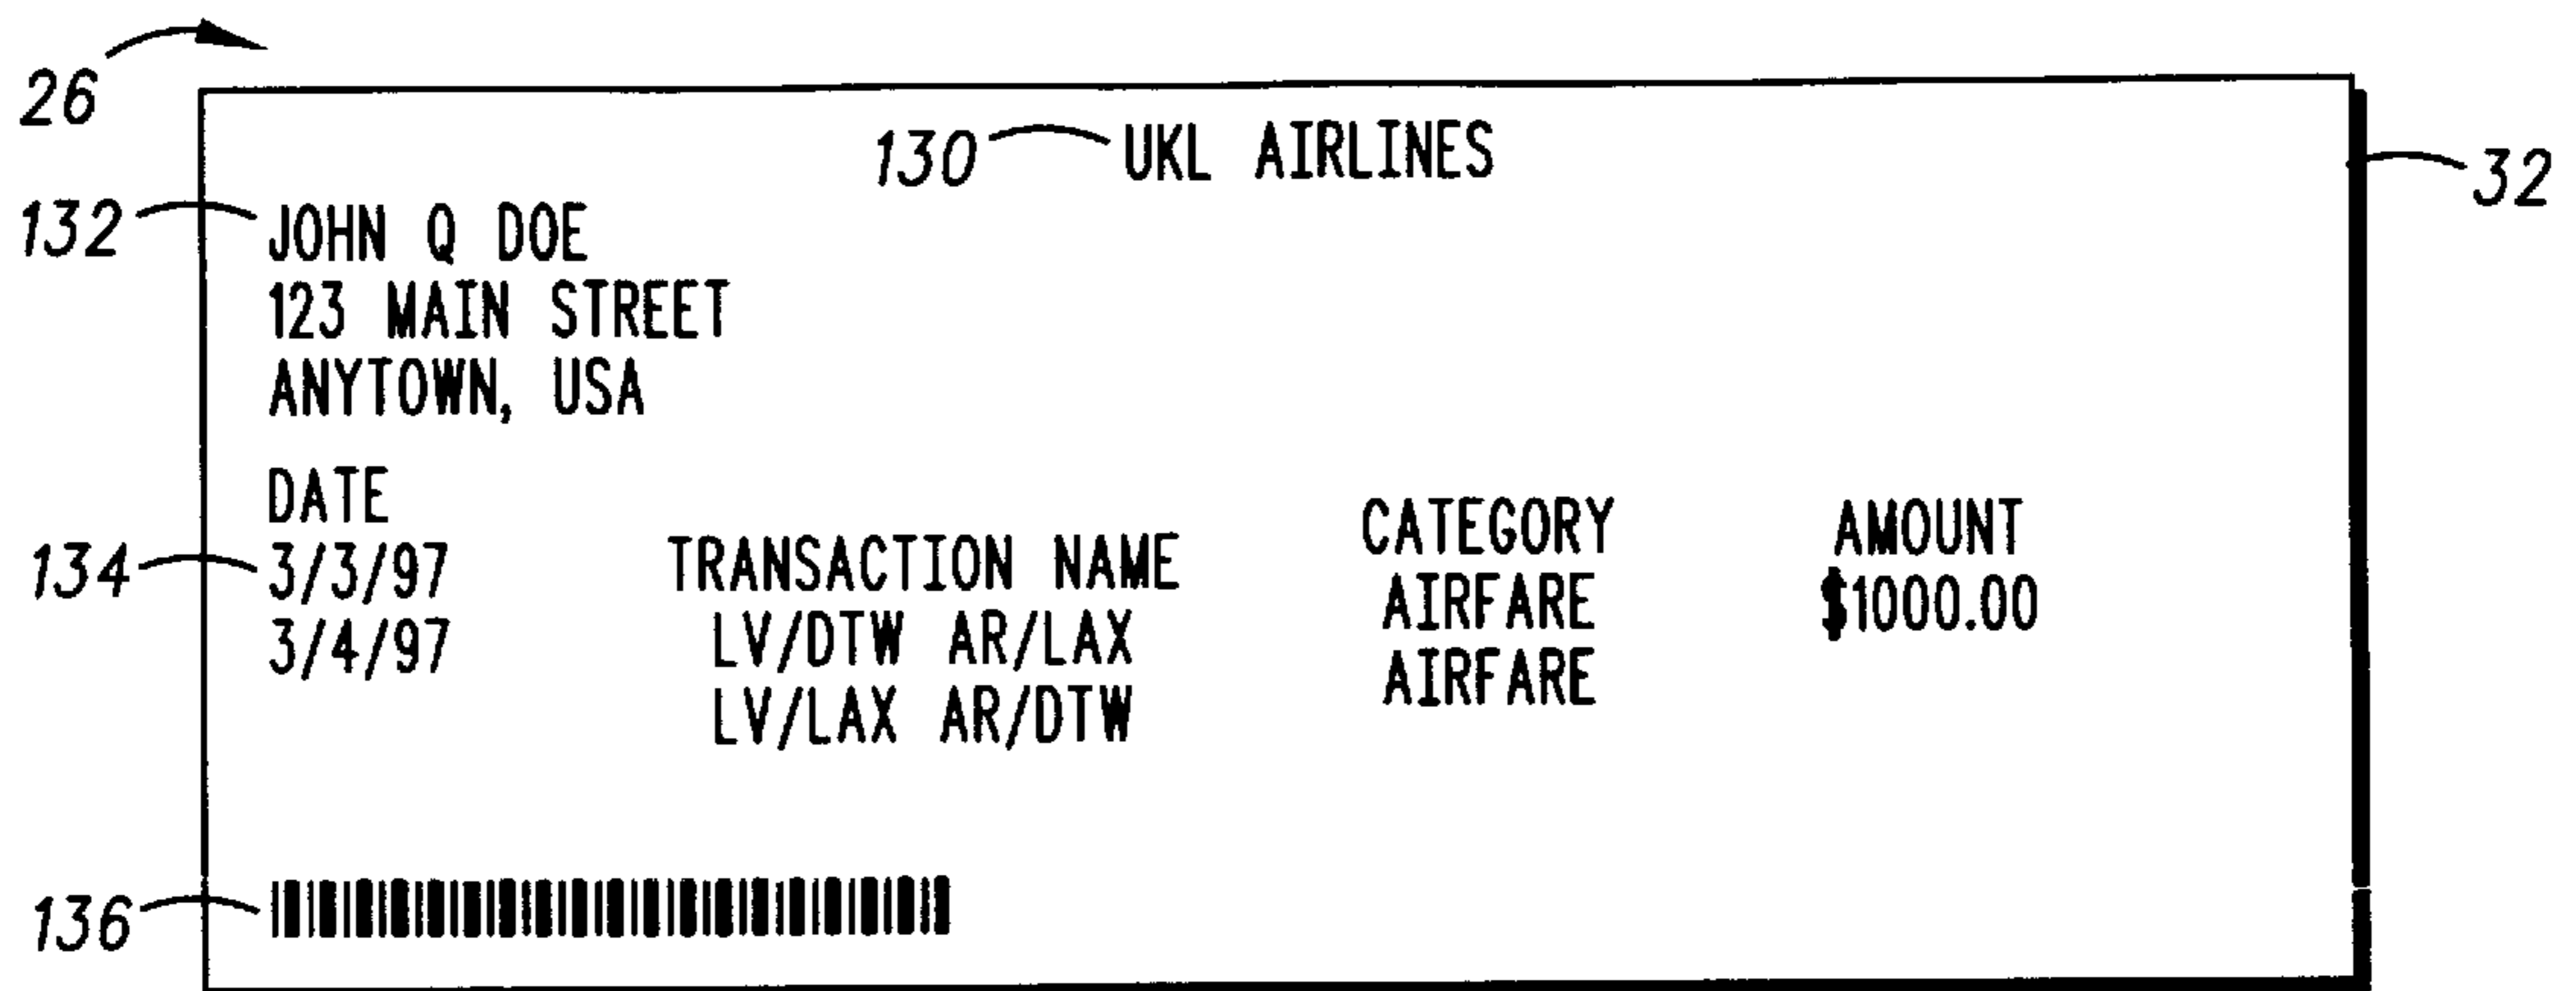 26
130 UKL AIRLINES
32
132 JOHN Q DOE
123 MAIN STREET
ANYTOWN, USA
DATE
134 3/3/97
3/4/97
TRANSACTION NAME
LV/DTW AR/LAX
LV/LAX AR/DTW
CATEGORY
AIRFARE
AIRFARE
AMOUNT
$1000.00
136